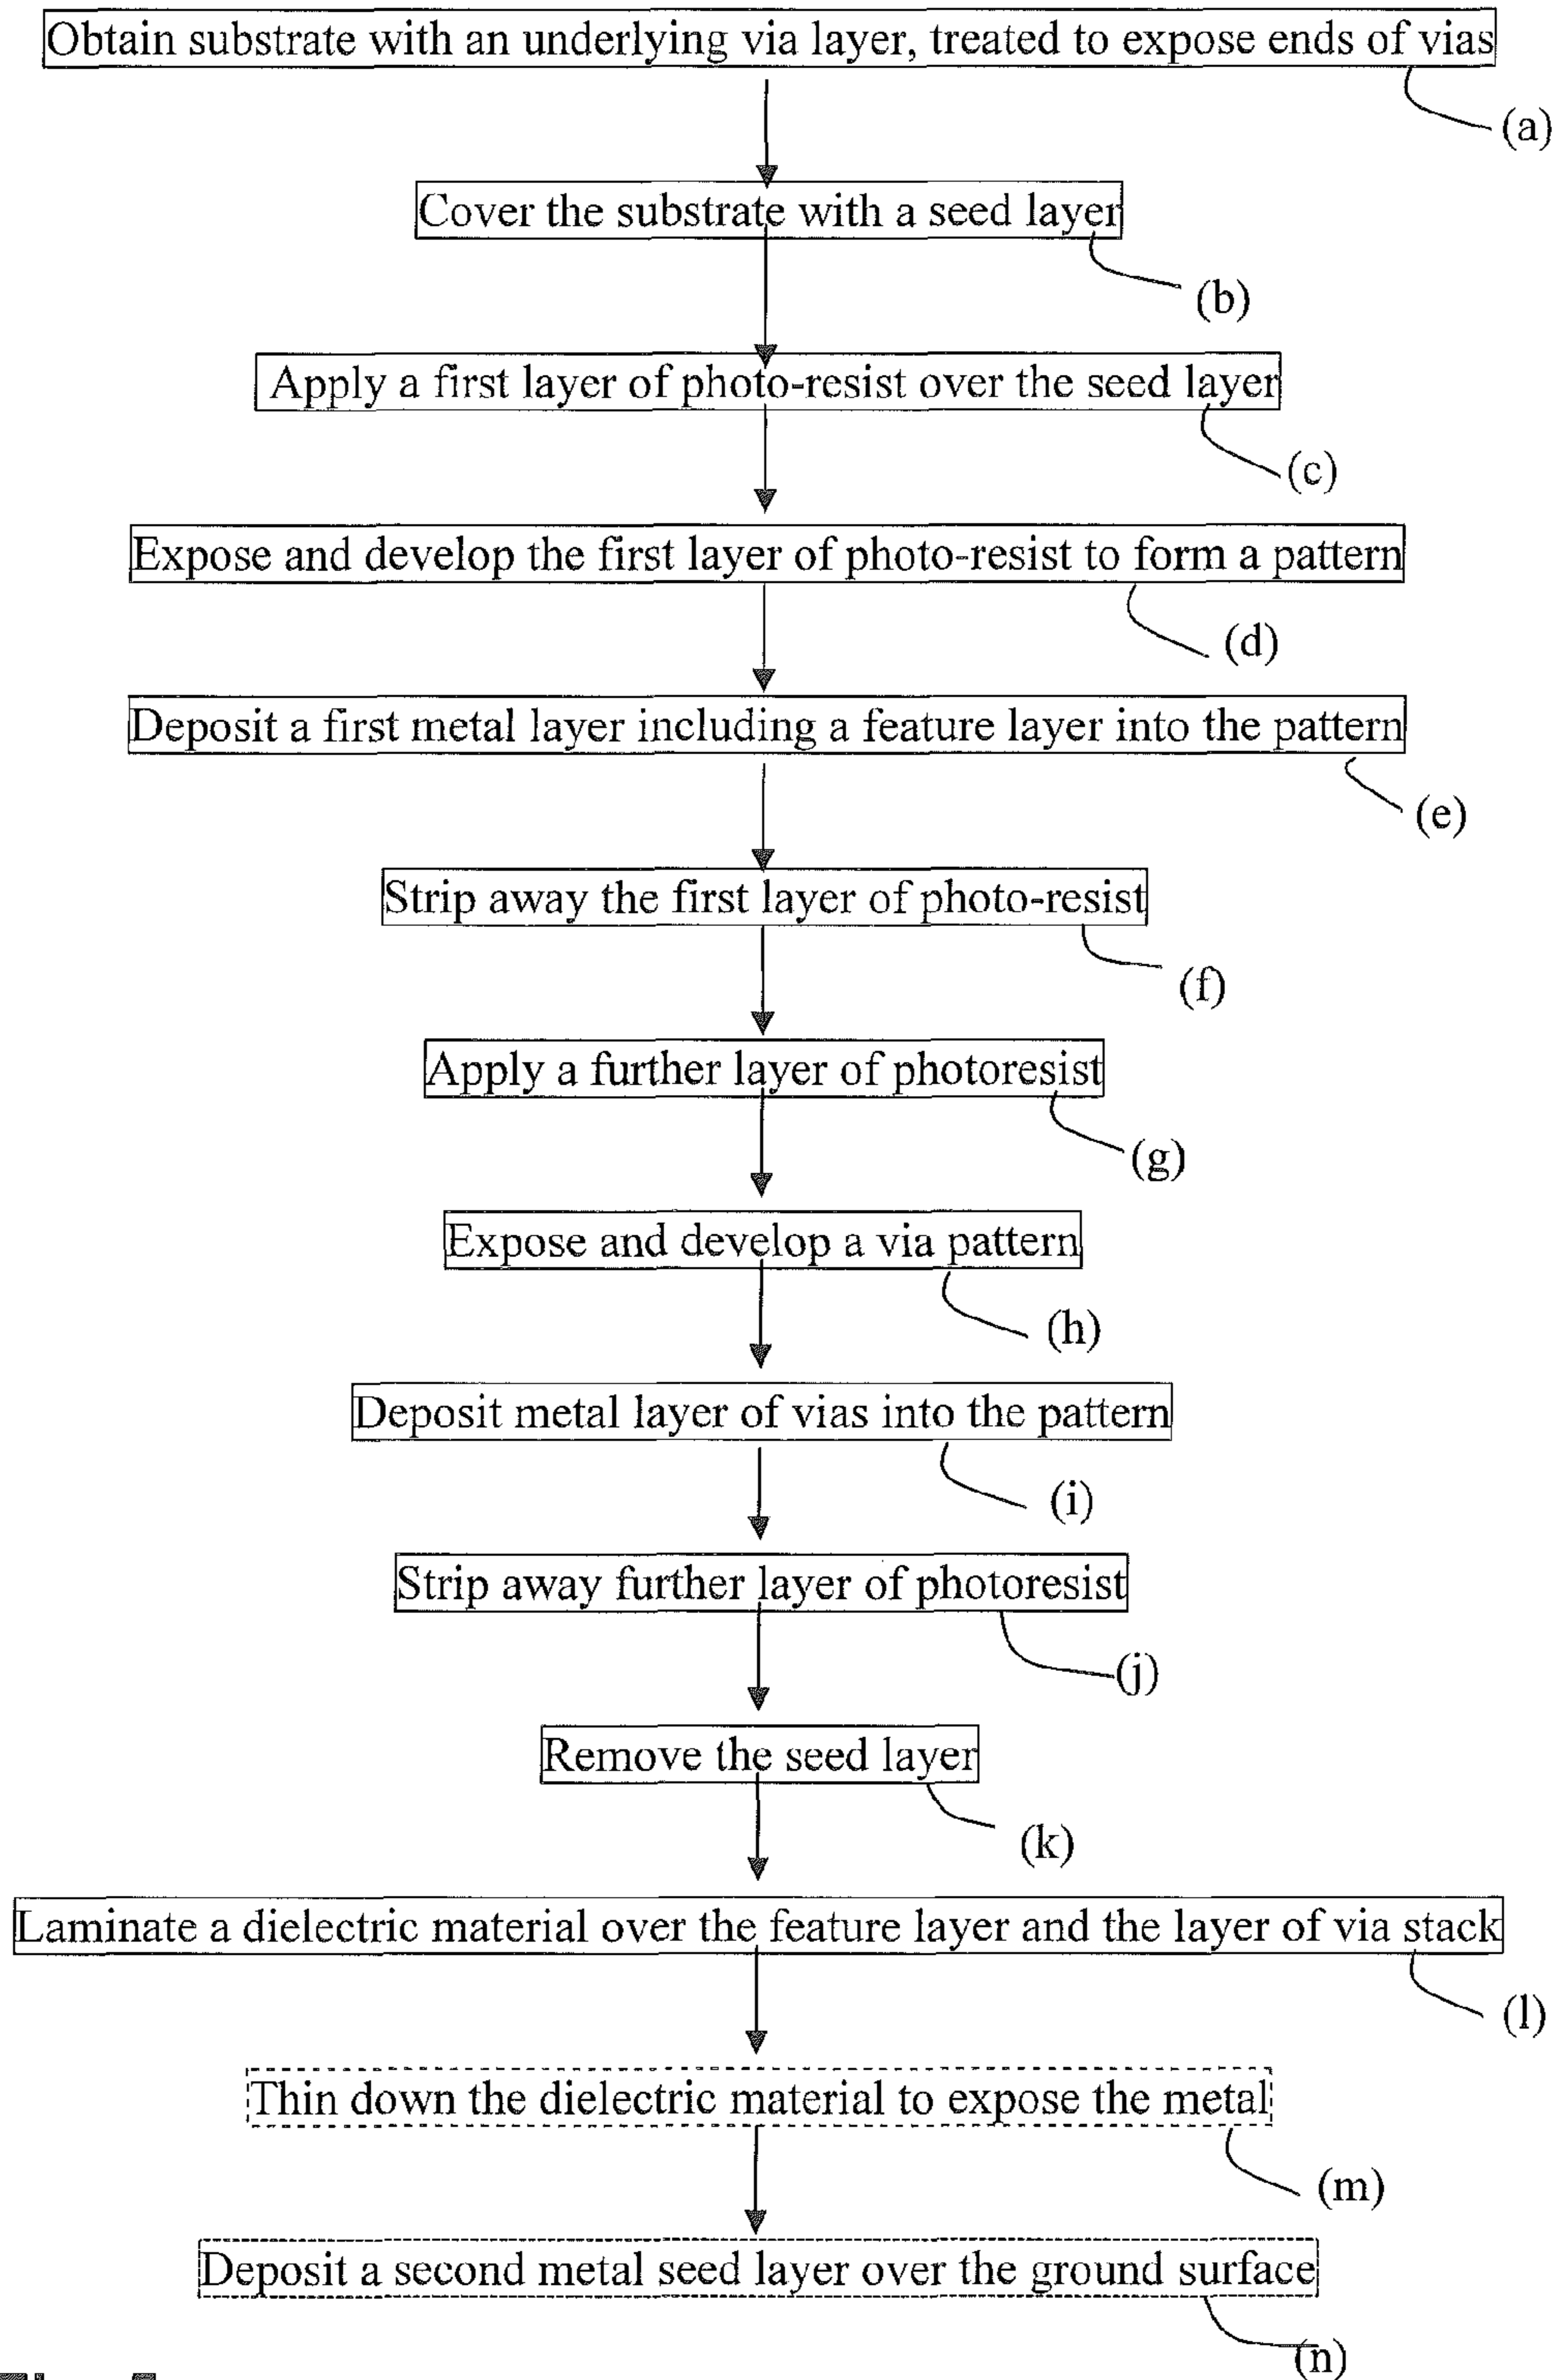 Obtain substrate with an underlying via layer, treated to expose ends of vias
(a)
Cover the substrate with a seed layer
(b)
Apply a first layer of photo-resist over the seed layer
(c)
Expose and develop the first layer of photo-resist to form a pattern
(d)
Deposit a first metal layer including a feature layer into the pattern
(e)
Strip away the first layer of photo-resist
(f)
Apply a further layer of photoresist
(g)
Expose and develop a via pattern
(h)
Deposit metal layer of vias into the pattern
(i)
Strip away further layer of photoresist
(j)
Remove the seed layer
(k)
Laminate a dielectric material over the feature layer and the layer of via stack
(l)
Thin down the dielectric material to expose the metal
(m)
Deposit a second metal seed layer over the ground surface
(n)